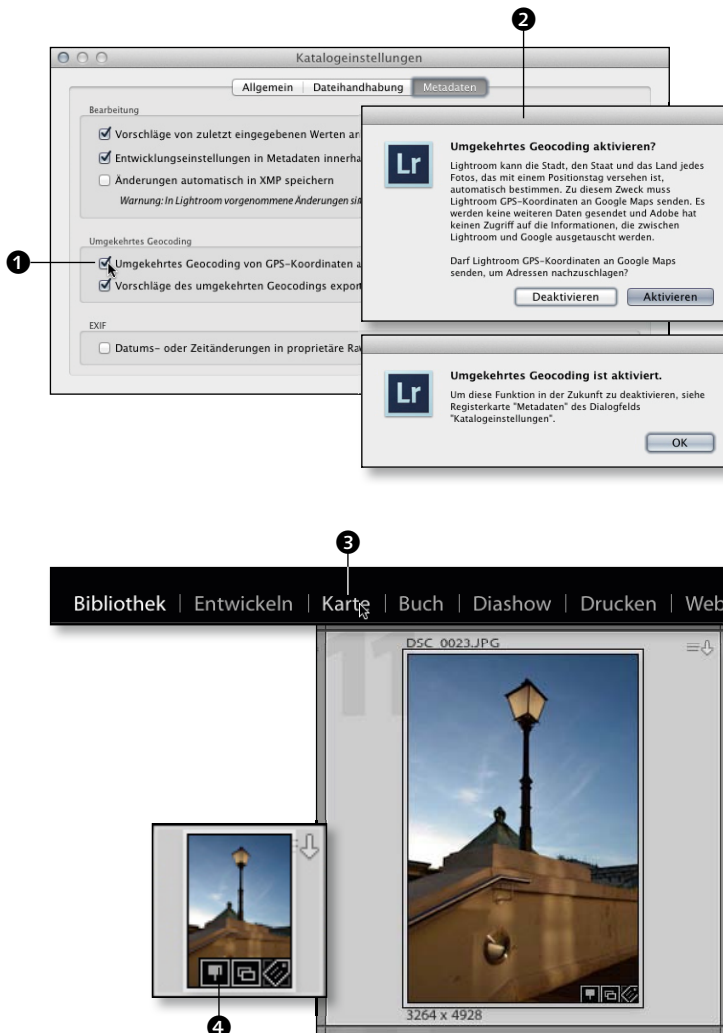 ❷
Katalogeinstellungen
Allgemein Dateihandhabung Metadaten
Bearbeitung
Vorschläge von zuletzt eingegebenen Werten
Entwicklungseinstellungen in Metadaten
Änderungen automatisch in XMP speichern
Warnung: In Lightroom vorgenommene Änderungen
Umgekehrtes Geocoding
❶
Umgekehrtes Geocoding von GPS-Koordinaten
Vorschläge des umgekehrten Geocodings
EXIF
Datums- oder Zeitänderungen in proprietäre
Lr
Umgekehrtes Geocoding aktivieren?
Lightroom kann die Stadt, den Staat und das Land jedes
Fotos, das mit einem Positionstag versehen ist,
automatisch bestimmen. Zu diesem Zweck muss
Lightroom GPS-Koordinaten an Google Maps senden. Es
werden keine weiteren Daten gesendet und Adobe hat
keinen Zugriff auf die Informationen, die zwischen
Lightroom und Google ausgetauscht werden.
Darf Lightroom GPS-Koordinaten an Google Maps
senden, um Adressen nachzuschlagen?
Deaktivieren Aktivieren
Lr
Umgekehrtes Geocoding ist aktiviert.
Um diese Funktion in der Zukunft zu deaktivieren, siehe
Registerkarte "Metadaten" des Dialogfelds
"Katalogeinstellungen".
OK
❸
Bibliothek | Entwickeln | Karte | Buch | Diashow | Drucken | Web
11
DSC_0023.JPG
3264 x 4928
❹